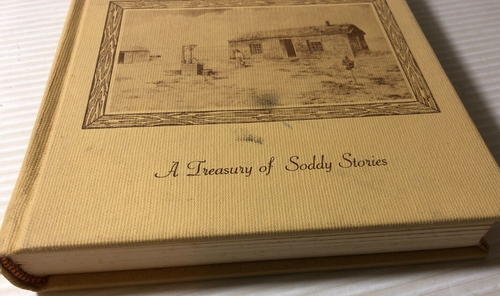 A Treasury of Soddy Stories